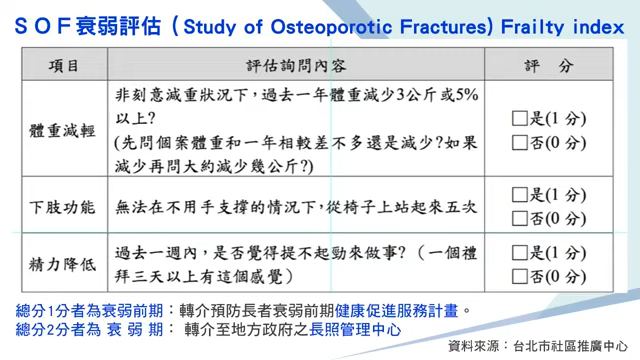 ＳＯＦ衰弱評估（Study of Osteoporotic Fractures) Frailty index
項目 評估詢問內容 評 分
體重減輕
非刻意減重狀況下，過去一年體重減少3公斤或5%
以上?
(先問個案體重和一年相較差不多還是減少?如果
減少再問大約減少幾公斤?)
□是(1 分)
□否(0 分)
下肢功能
無法在不用手支撐的情況下，從椅子上站起來五次
□是(1 分)
□否(0 分)
精力降低
過去一週內，是否覺得提不起勁來做事? （一個禮
拜三天以上有這個感覺）
□是(1 分)
□否(0 分)
總分1分者為衰弱前期：轉介預防長者衰弱前期健康促進服務計畫。
總分2分者為 衰 弱 期： 轉介至地方政府之長照管理中心
資料來源：台北市社區推廣中心